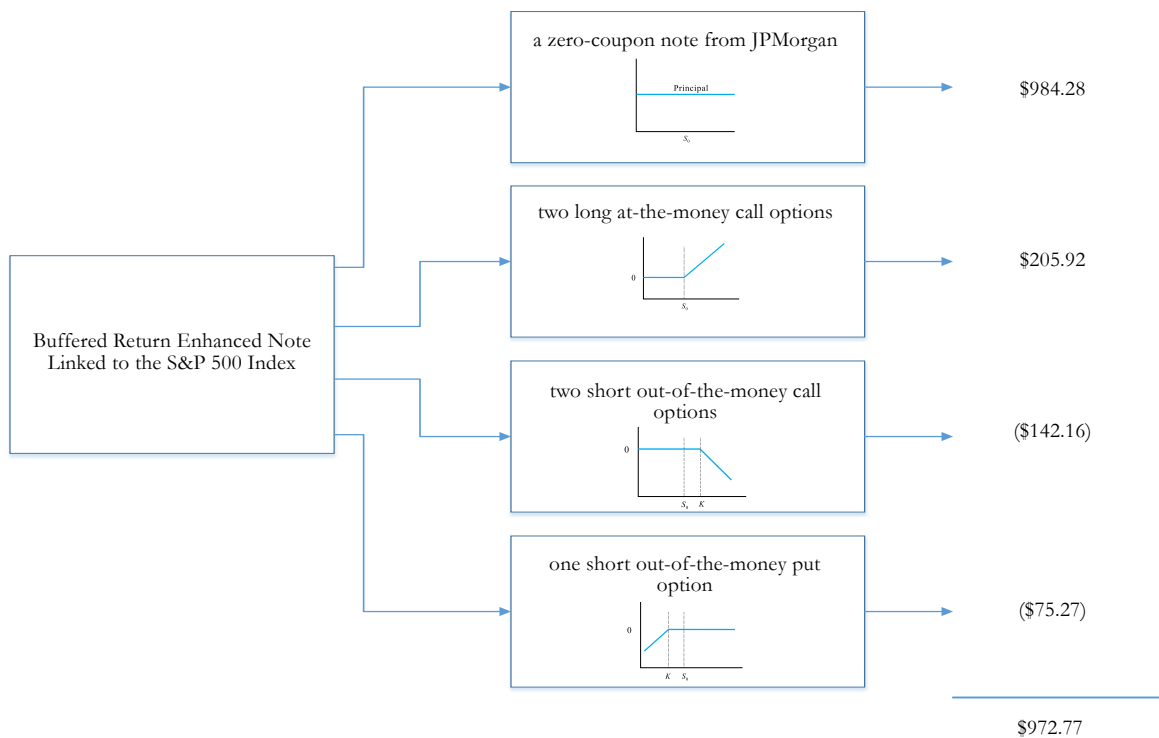 a zero-coupon note from JPMorgan
Principal
S₀
$984.28
two long at-the-money call options
0
S₀
$205.92
Buffered Return Enhanced Note
Linked to the S&P 500 Index
two short out-of-the-money call
options
0
S₀ K
($142.16)
one short out-of-the-money put
option
0
K S₀
($75.27)
$972.77